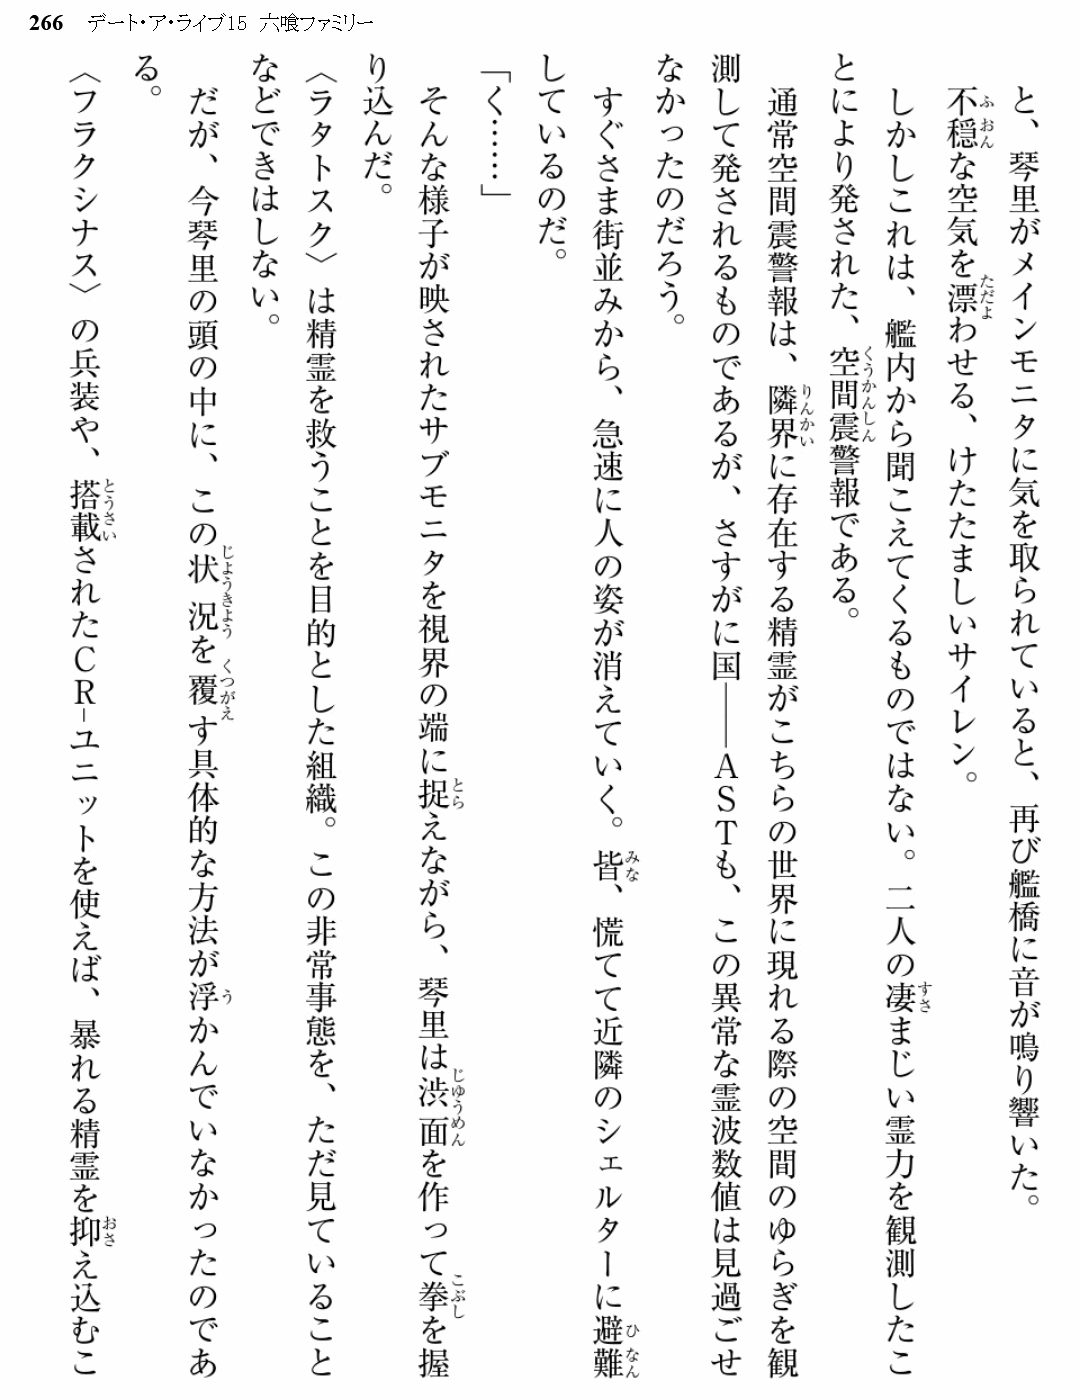 266 デート・ア・ライブ15 六喰ファミリー
と、琴里がメインモニタに気を取られていると、再び艦橋に音が鳴り響いた。
不穏な空気を漂わせる、けたたましいサイレン。
しかしこれは、艦内から聞こえてくるものではない。二人の凄まじい霊力を観測したこ
とにより発された、空間震警報である。
通常空間震警報は、隣界に存在する精霊がこちらの世界に現れる際の空間のゆらぎを観
測して発されるものであるが、さすがに国――ASTも、この異常な霊波数値は見過ごせ
なかったのだろう。
すぐさま街並みから、急速に人の姿が消えていく。皆、慌てて近隣のシェルターに避難
しているのだ。
「く……」
そんな様子が映されたサブモニタを視界の端に捉えながら、琴里は渋面を作って拳を握
り込んだ。
〈ラタトスク〉は精霊を救うことを目的とした組織。この非常事態を、ただ見ていること
などできはしない。
だが、今琴里の頭の中に、この状況を覆す具体的な方法が浮かんでいなかったのであ
る。
〈フラクシナス〉の兵装や、搭載されたCR-ユニットを使えば、暴れる精霊を抑え込むこ